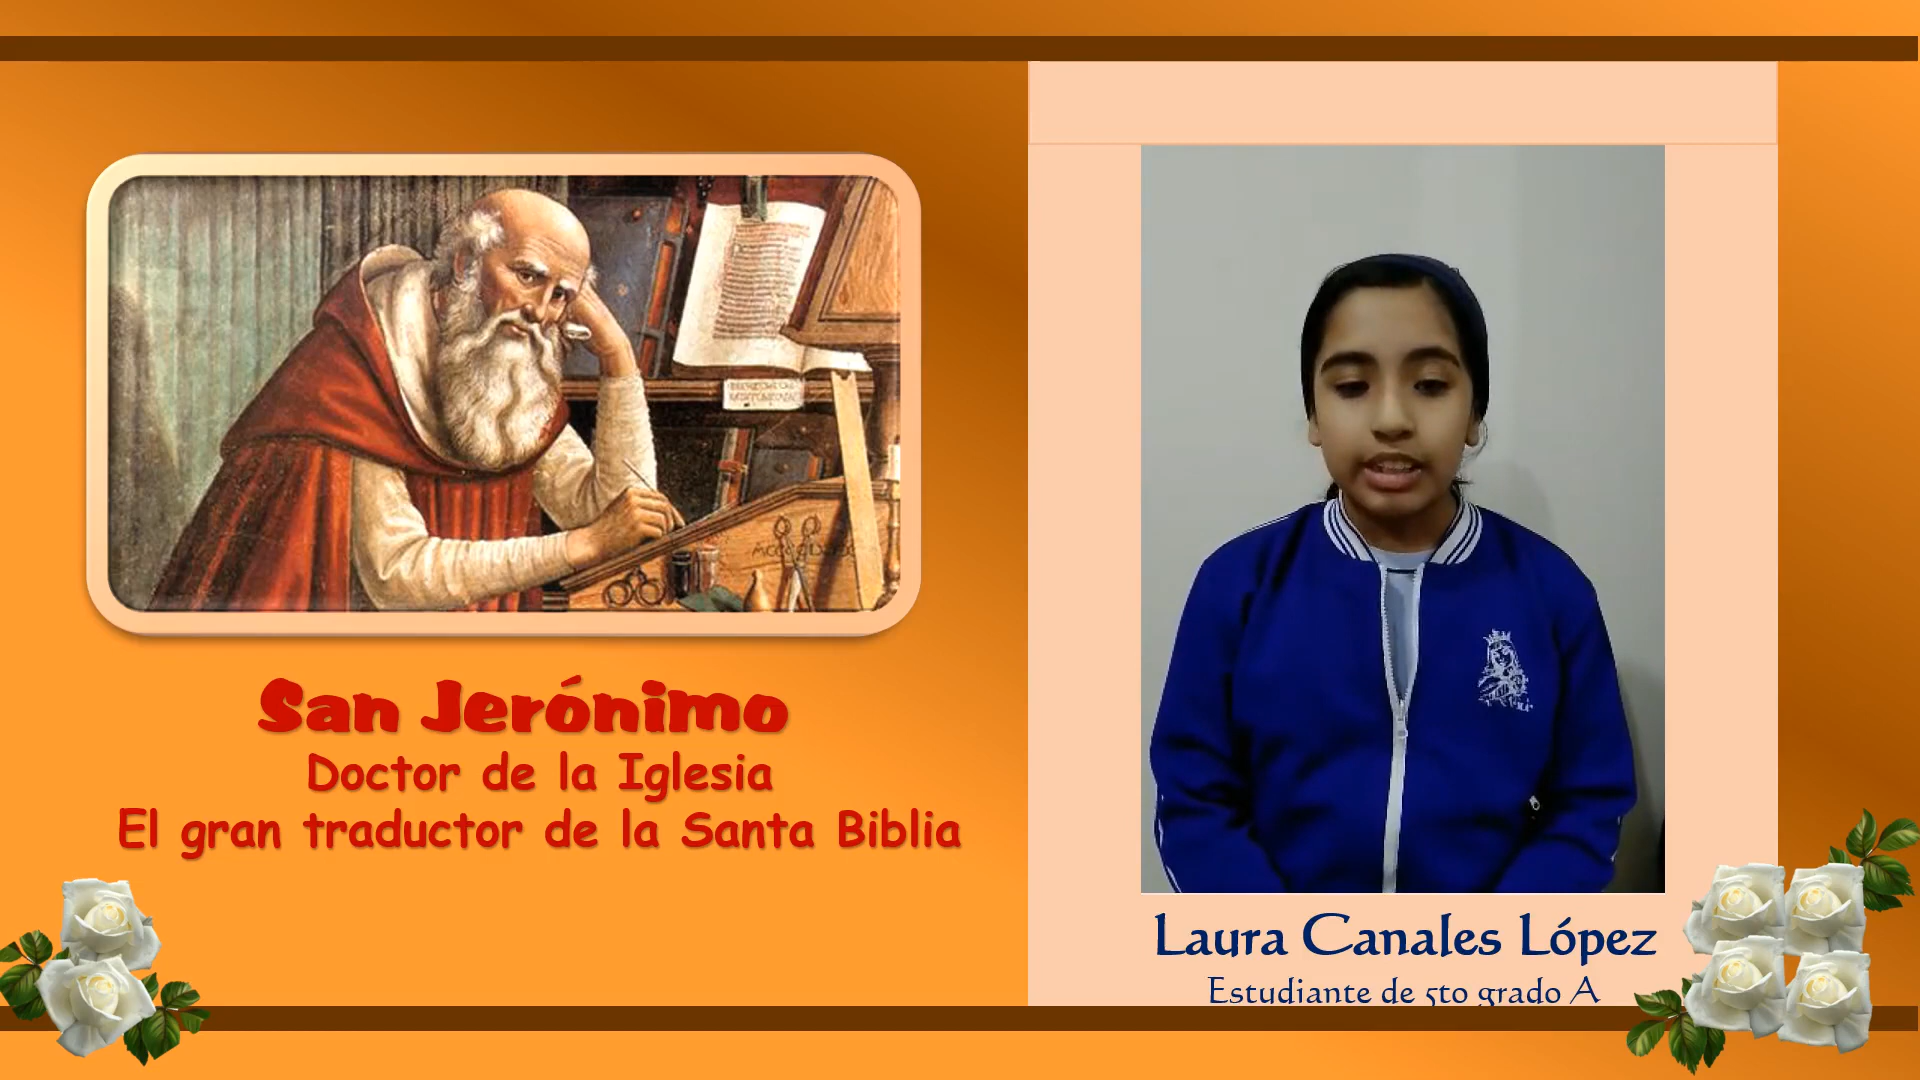 San Jerónimo
Doctor de la Iglesia
El gran traductor de la Santa Biblia
Laura Canales López
Estudiante de 5to grado A